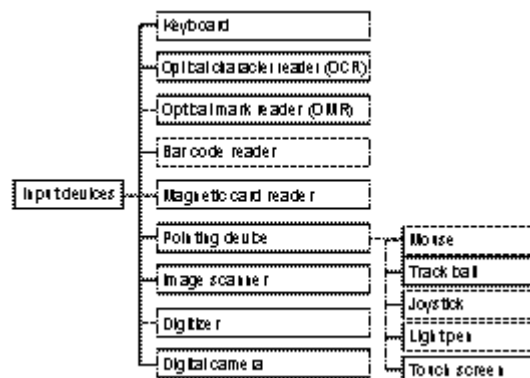 Keyboard
Optical character reader (OCR)
Optical mark reader (OMR)
Bar code reader
Input devices
Magnetic card reader
Pointing device
Mouse
Track ball
Image scanner
Joystick
Digitizer
Light pen
Digital camera
Touch screen